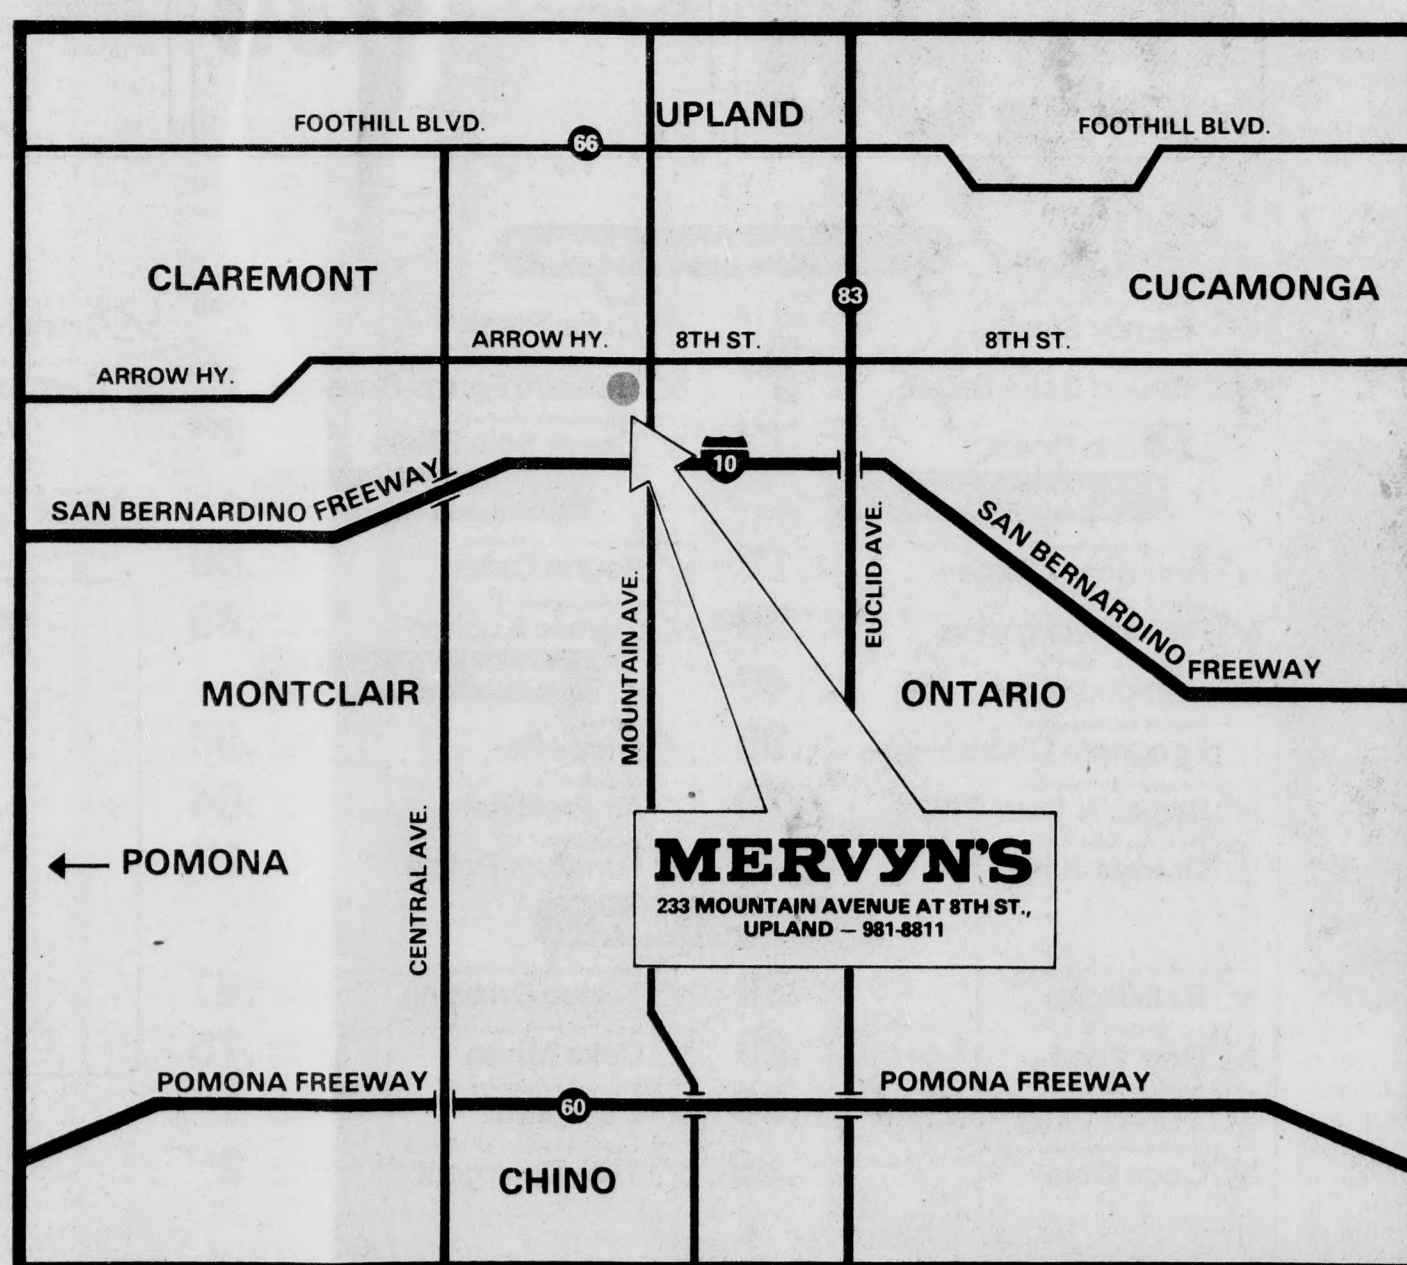 UPLAND
FOOTHILL BLVD.
66
FOOTHILL BLVD.
CLAREMONT
83
CUCAMONGA
ARROW HY.
8TH ST.
8TH ST.
ARROW HY.
10
SAN BERNARDINO FREEWAY
SAN BERNARDINO FREEWAY
EUCLID AVE.
MOUNTAIN AVE.
MONTCLAIR
ONTARIO
CENTRAL AVE.
POMONA
MERVYN'S
233 MOUNTAIN AVENUE AT 8TH ST.,
UPLAND — 981-8811
POMONA FREEWAY
60
POMONA FREEWAY
CHINO